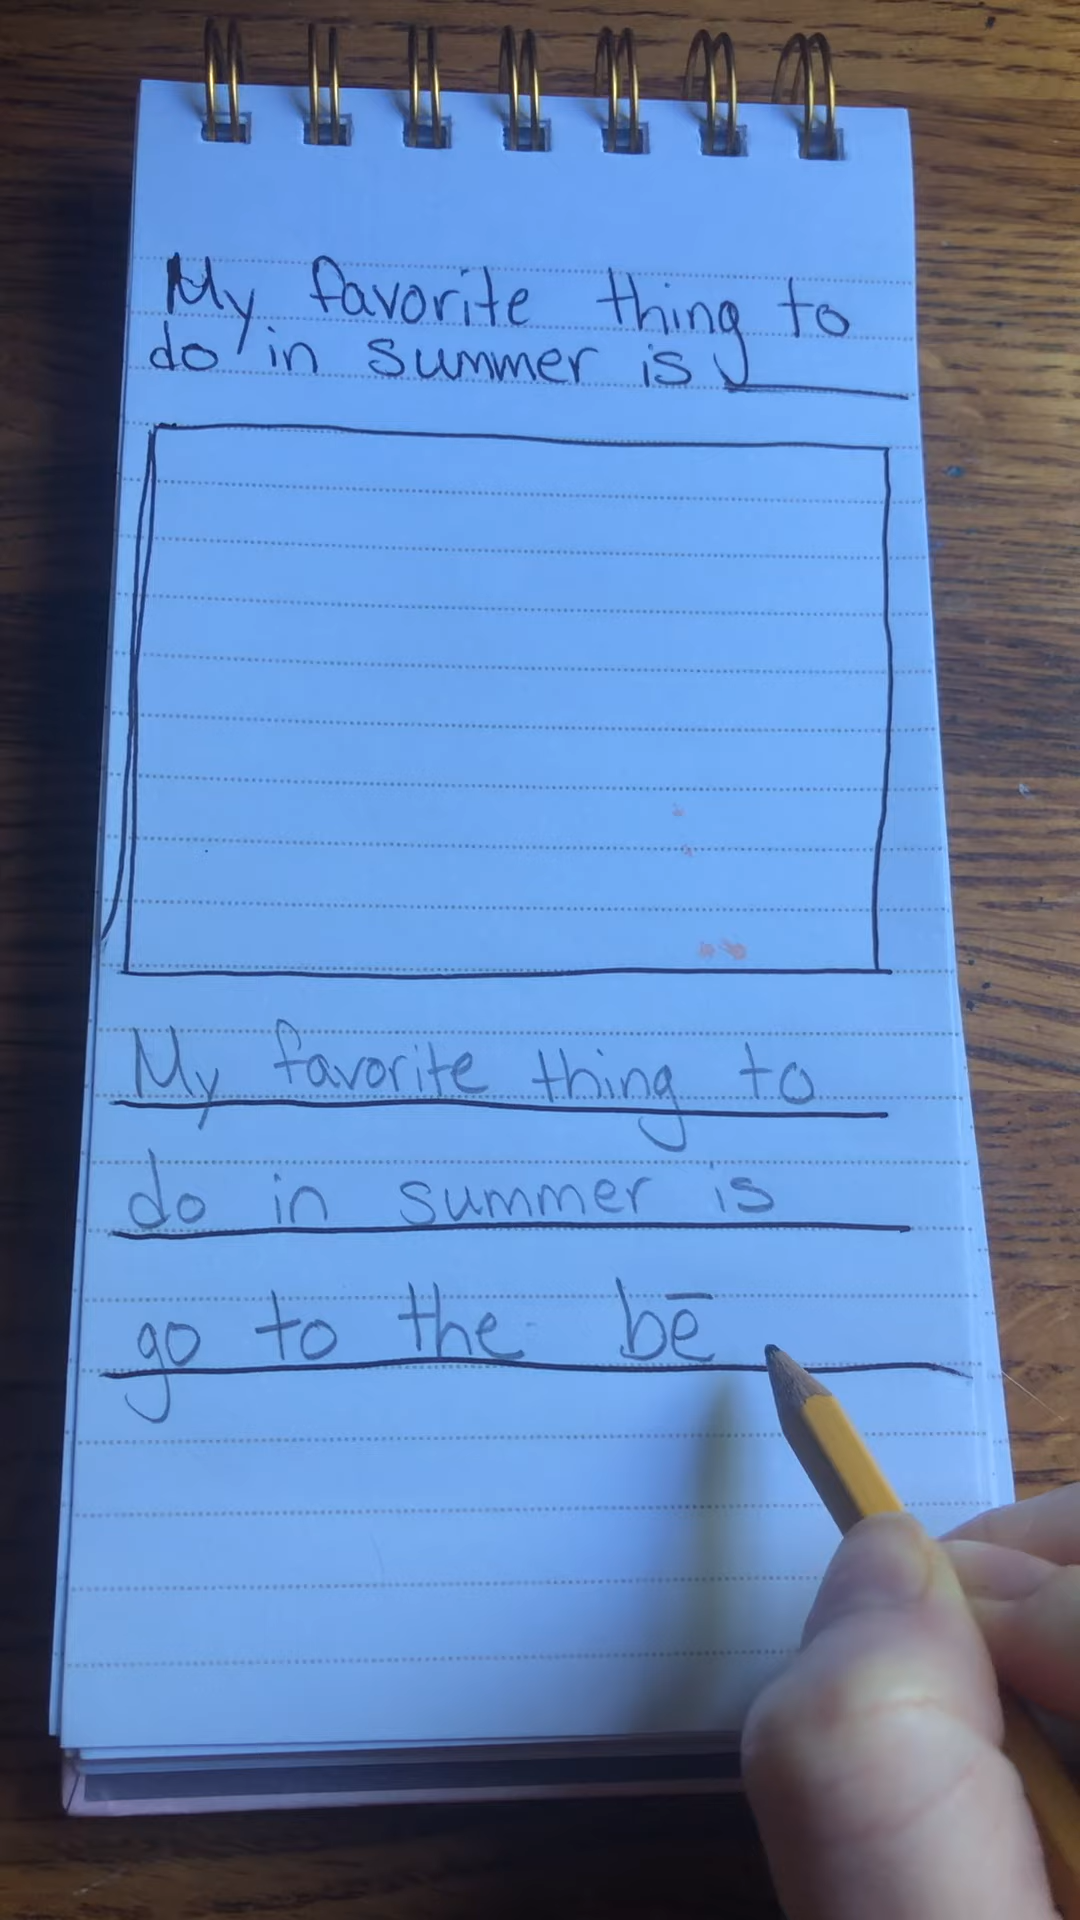 My favorite thing to
do in summer is ______
My favorite thing to
do in summer is
go to the bē